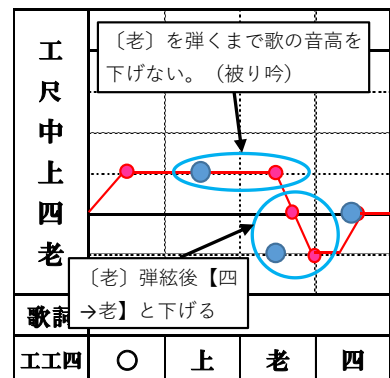 工
尺
中
上
四
老
〔老〕を弾くまで歌の音高を
下げない。（被り吟）
〔老〕弾絃後【四
→老】と下げる
歌詞
工工四
〇
上
老
四